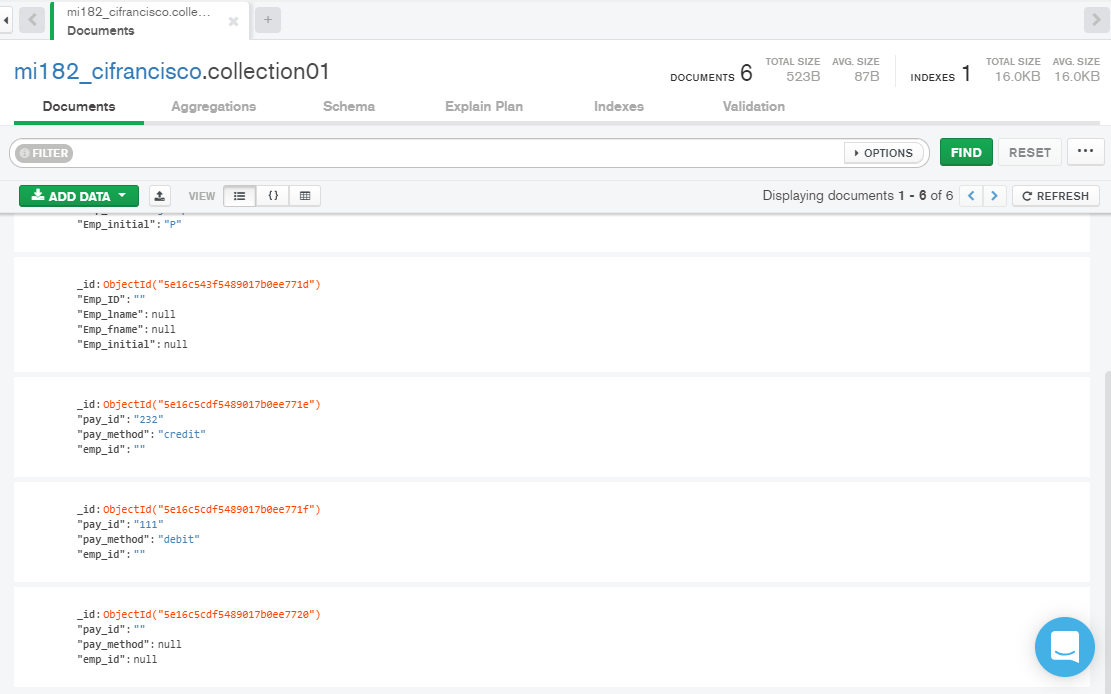 mi182_cifrancisco.colle...
Documents
mi182_cifrancisco.collection01
DOCUMENTS 6
TOTAL SIZE 523B
AVG. SIZE 87B
INDEXES 1
TOTAL SIZE 16.0KB
AVG. SIZE 16.0KB
Documents
Aggregations
Schema
Explain Plan
Indexes
Validation
FILTER
OPTIONS
FIND
RESET
ADD DATA
VIEW
{}
Displaying documents 1 - 6 of 6
REFRESH
"Emp_initial": "P"
_id: ObjectId("5e16c543f5489017b0ee771d")
"Emp_ID": ""
"Emp_lname": null
"Emp_fname": null
"Emp_initial": null
_id: ObjectId("5e16c5cdf5489017b0ee771e")
"pay_id": "232"
"pay_method": "credit"
"emp_id": ""
_id: ObjectId("5e16c5cdf5489017b0ee771f")
"pay_id": "111"
"pay_method": "debit"
"emp_id": ""
_id: ObjectId("5e16c5cdf5489017b0ee7720")
"pay_id": ""
"pay_method": null
"emp_id": null